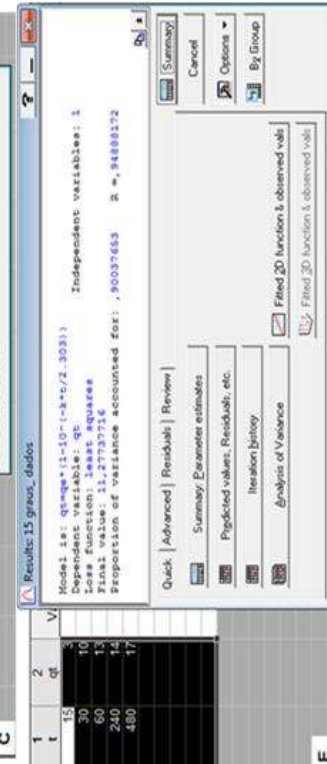 C
Results: 15 graus_dados
? –
Model is: qt=qe*(1-10^(-k*t/2.303))
Dependent variable: qt Independent variables: 1
Loss function: least squares
Final value: 11,27737716
Proportion of variance accounted for: ,90037653 R =,94888172
Quick Advanced Residuals Review
Summary: Parameter estimates
Predicted values, Residuals, etc.
Iteration history
Analysis of Variance
Fitted 2D function & observed vals
Fitted 3D function & observed vals
Summary
Cancel
Options
By Group
1 2
t qt
15 3
30 10
60 13
240 14
480 17
E